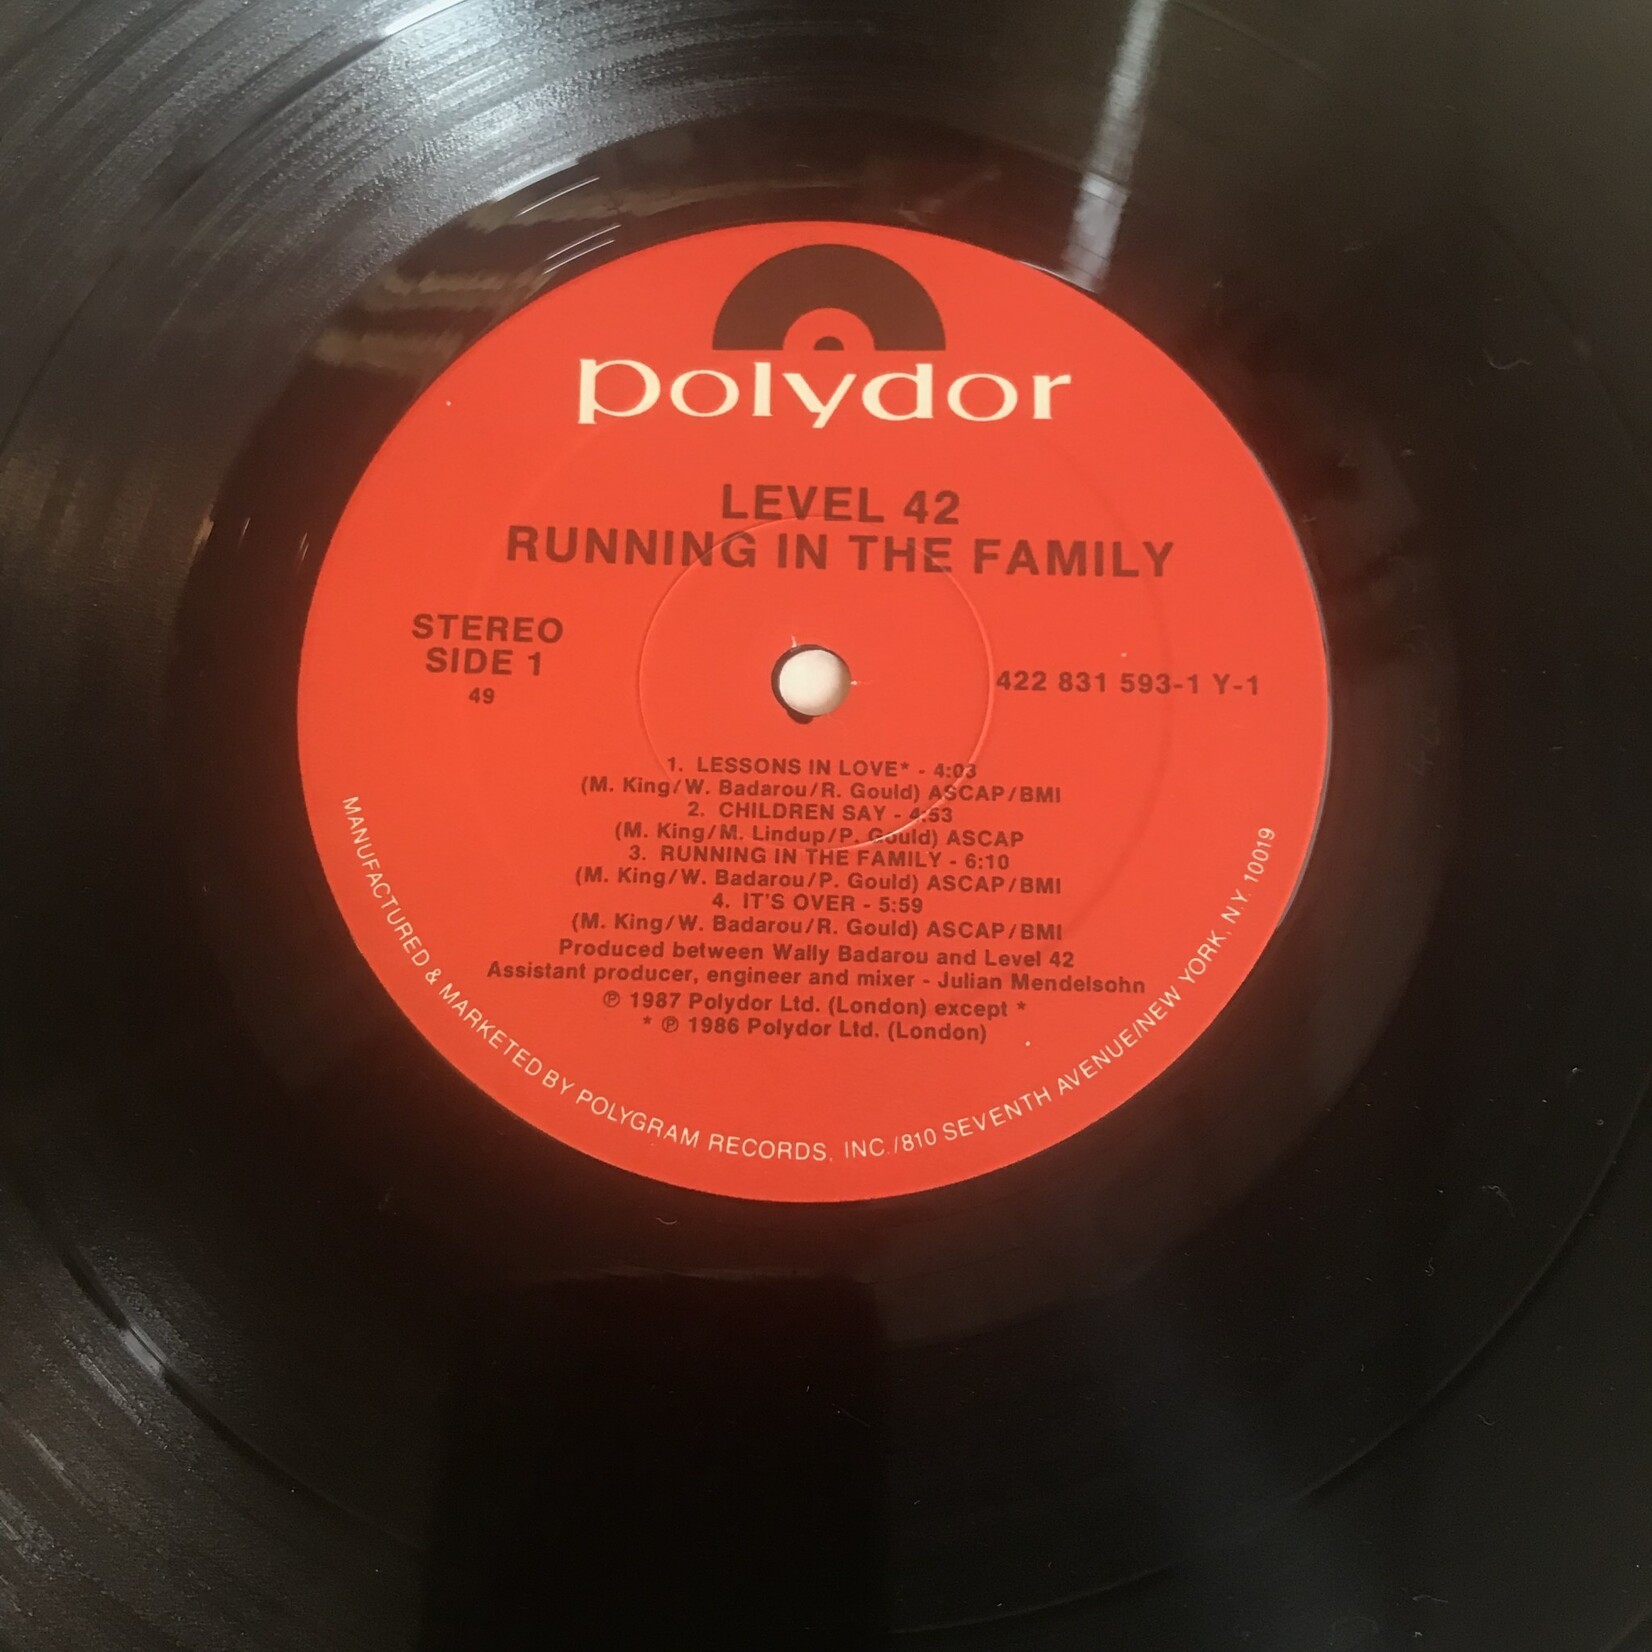 polydor
LEVEL 42
RUNNING IN THE FAMILY
STEREO
SIDE 1
49
422 831 593-1 Y-1
1. LESSONS IN LOVE* - 4:03
(M. King/W. Badarou/R. Gould) ASCAP/BMI
2. CHILDREN SAY - 4:53
(M. King/M. Lindup/P. Gould) ASCAP
3. RUNNING IN THE FAMILY - 6:10
(M. King/W. Badarou/P. Gould) ASCAP/BMI
4. IT'S OVER - 5:59
(M. King/W. Badarou/R. Gould) ASCAP/BMI
Produced between Wally Badarou and Level 42
Assistant producer, engineer and mixer - Julian Mendelsohn
℗ 1987 Polydor Ltd. (London) except *
* ℗ 1986 Polydor Ltd. (London)
MANUFACTURED & MARKETED BY POLYGRAM RECORDS, INC./810 SEVENTH AVENUE/NEW YORK, N.Y. 10019